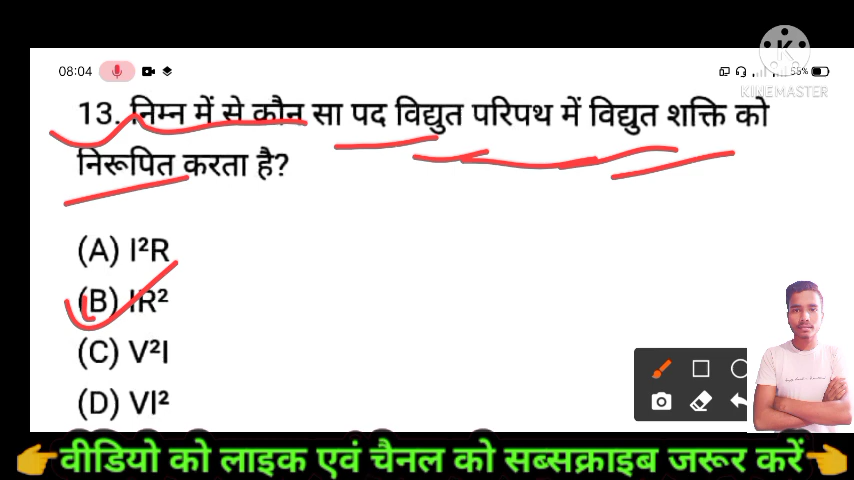 08:04
55%
KINEMASTER
13. निम्न में से कौन सा पद विद्युत परिपथ में विद्युत शक्ति को
निरूपित करता है?
(A) I²R
(B) IR²
(C) V²I
(D) VI²
👉वीडियो को लाइक एवं चैनल को सब्सक्राइब जरूर करें👈